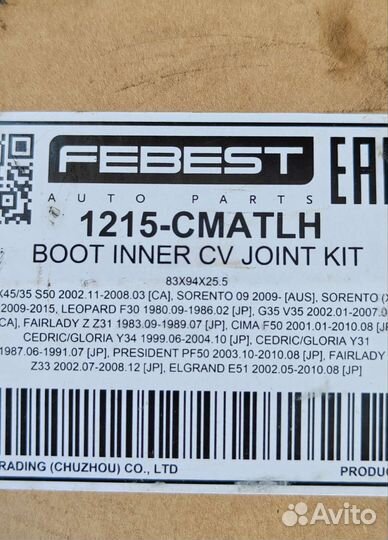 FEBEST
EAC
AUTO PARTS
1215-CMATLH
BOOT INNER CV JOINT KIT
83X94X25.5
X45/35 S50 2002.11-2008.03 [CA], SORENTO 09 2009- [AUS], SORENTO (X
2009-2015, LEOPARD F30 1980.09-1986.02 [JP], G35 V35 2002.01-2007.0
CA], FAIRLADY Z Z31 1983.09-1989.07 [JP], CIMA F50 2001.01-2010.08 [J
CEDRIC/GLORIA Y34 1999.06-2004.10 [JP], CEDRIC/GLORIA Y31
1987.06-1991.07 [JP], PRESIDENT PF50 2003.10-2010.08 [JP], FAIRLADY
Z33 2002.07-2008.12 [JP], ELGRAND E51 2002.05-2010.08 [JP]
RADING (CHUZHOU) CO., LTD
PRODUC
Avito